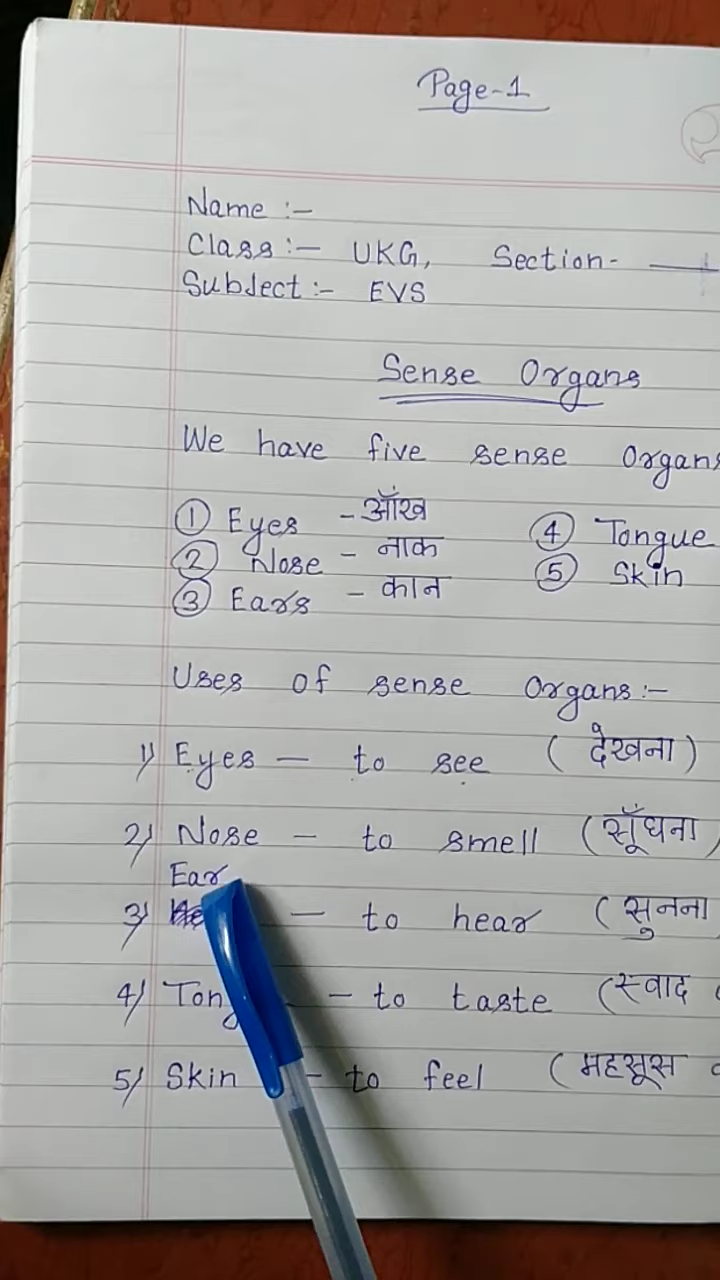 Page-1
Name :-
Class :- UKG, Section- —
Subject :- EVS
Sense Organs
We have five sense Organs
① Eyes - आँख ④ Tongue
② Nose - नाक ⑤ Skin
③ Ears - कान
Uses of sense Organs:-
1) Eyes — to see (देखना)
2) Nose — to smell (सूँघना)
Ear
3) — to hear (सुनना)
4) Tong — to taste (स्वाद
5) Skin — to feel (महसूस